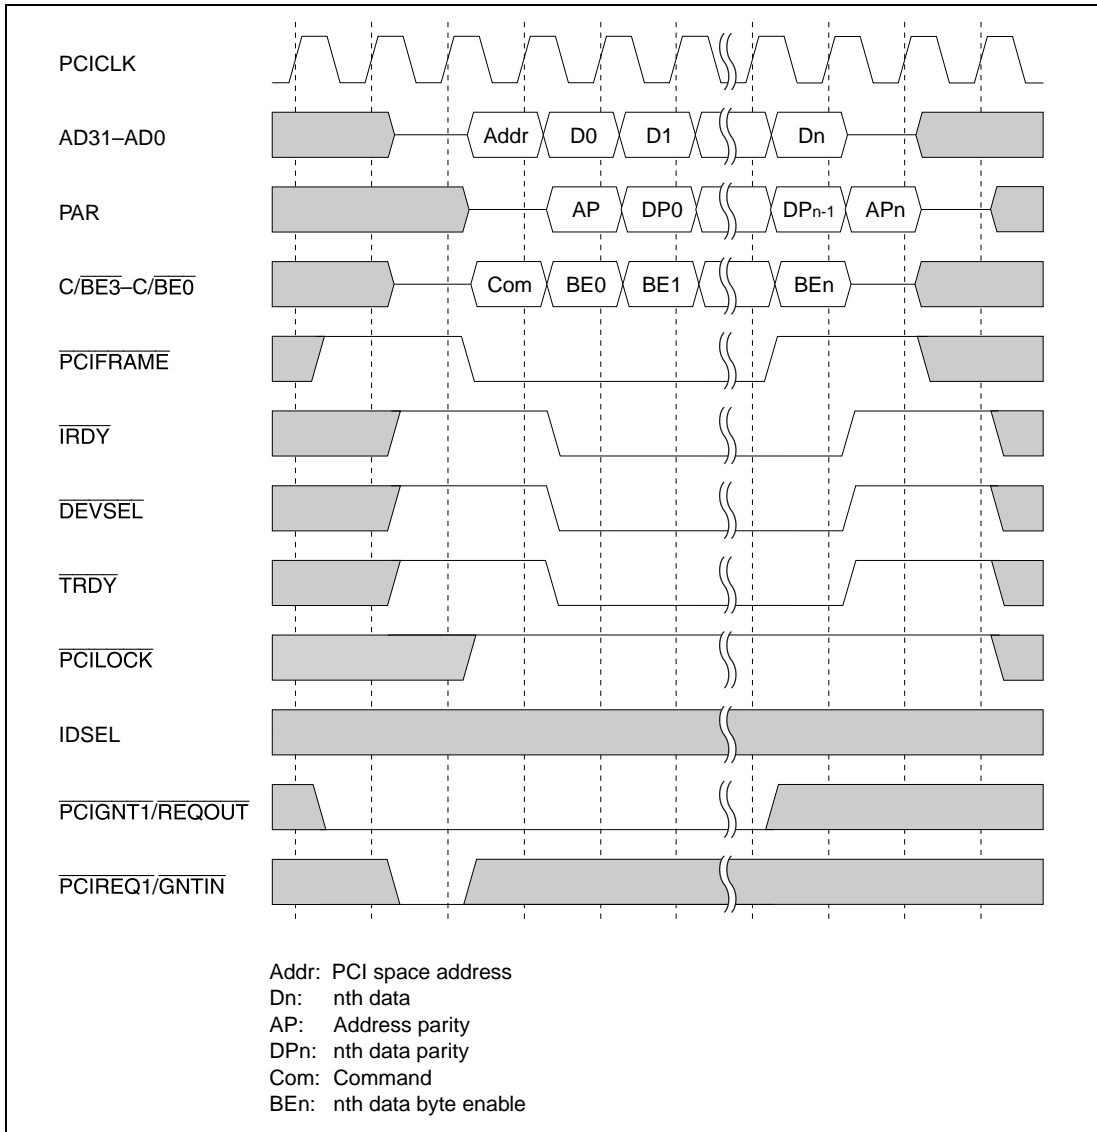 PCICLK
AD31–AD0 Addr D0 D1 Dn
PAR AP DP0 DPn-1 APn
C/BE3–C/BE0 Com BE0 BE1 BEn
PCIFRAME
IRDY
DEVSEL
TRDY
PCILOCK
IDSEL
PCIGNT1/REQOUT
PCIREQ1/GNTIN
Addr: PCI space address
Dn: nth data
AP: Address parity
DPn: nth data parity
Com: Command
BEn: nth data byte enable